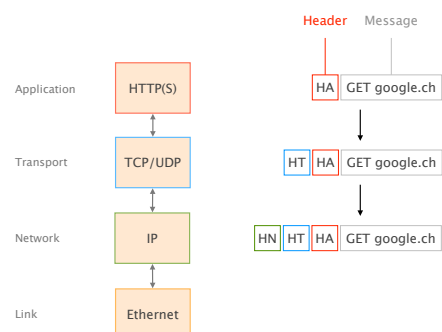 Header Message
Application HTTP(S) HA GET google.ch
Transport TCP/UDP HT HA GET google.ch
Network IP HN HT HA GET google.ch
Link Ethernet